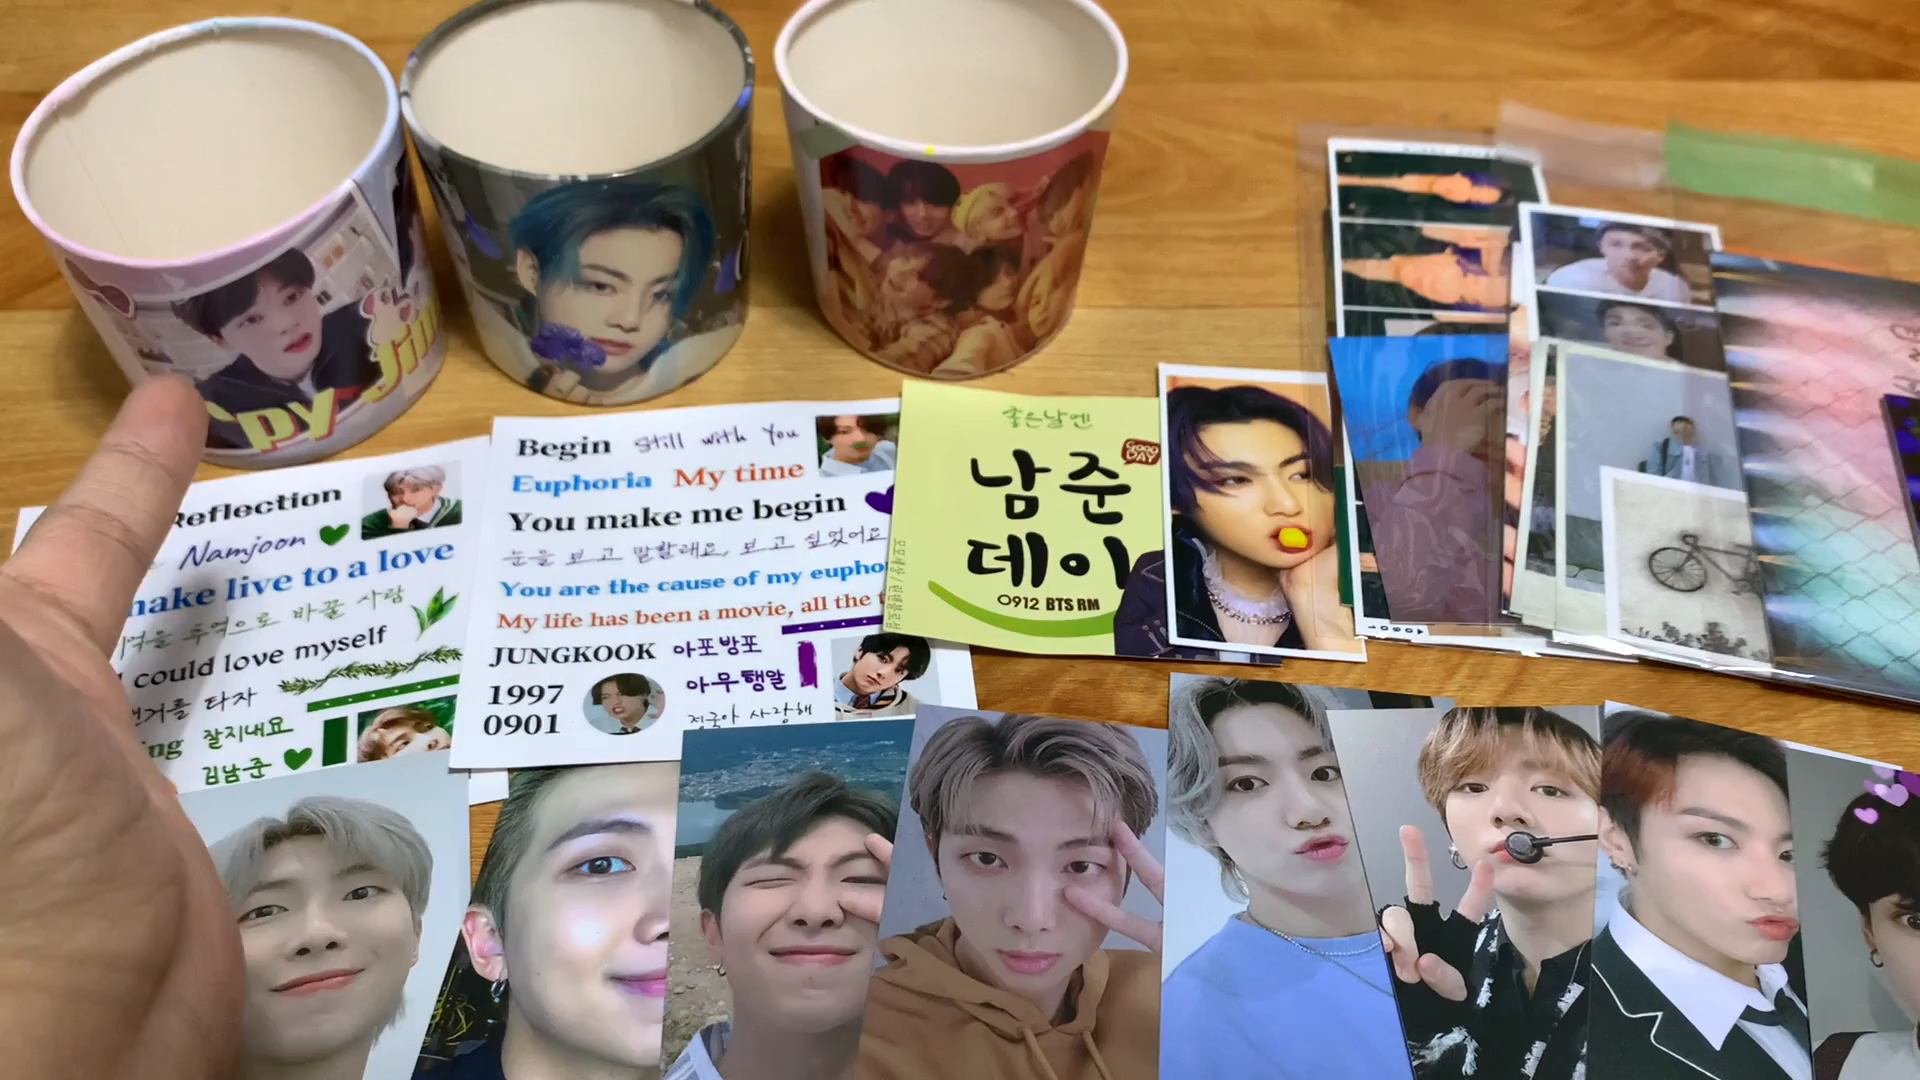 PY Jin
Reflection
Namjoon
make live to a love
추억으로 바꿀 사람
could love myself
타자
잘지내요
김남준
Begin Still with You
Euphoria My time
You make me begin
눈을 보고 말할래요, 보고 싶었어요
You are the cause of my eupho
My life has been a movie, all the t
JUNGKOOK 아포방포
1997 아무행알
0901 정국아 사랑해
좋은날엔
GOOD DAY
남준
데이
0912 BTS RM